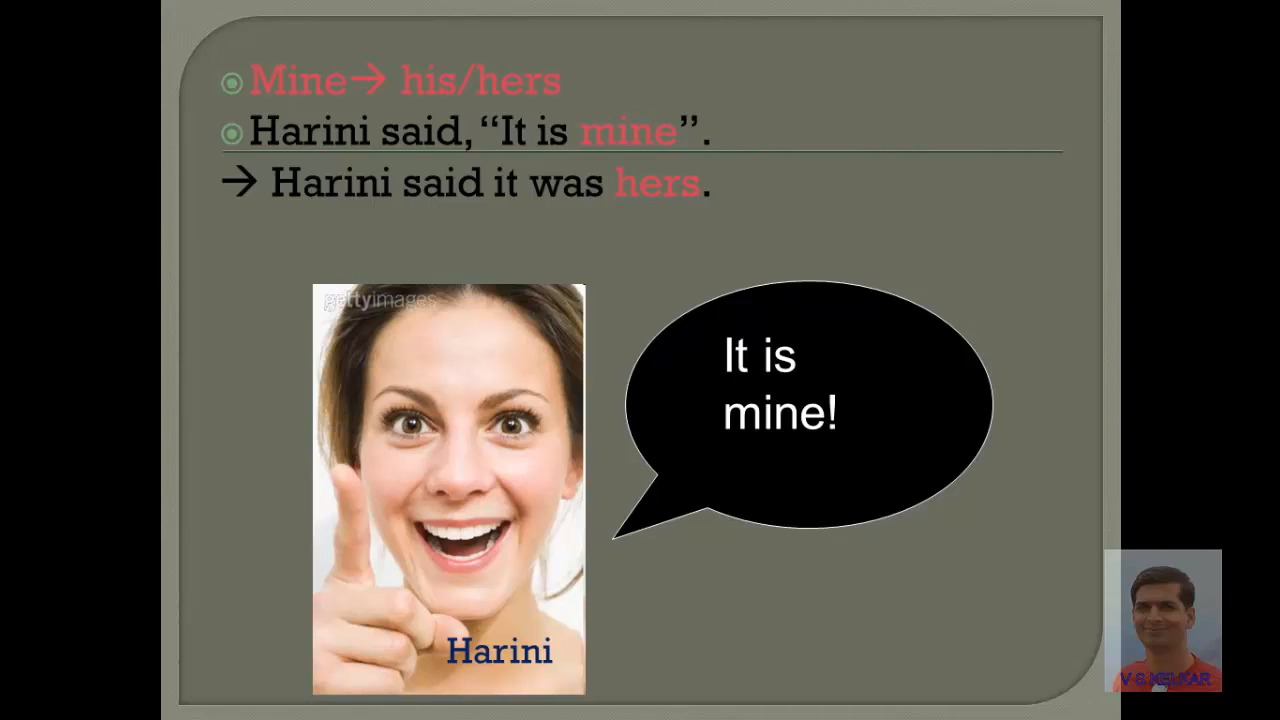 Mine→ his/hers
Harini said, “It is mine”.
→ Harini said it was hers.
gettyimages
It is
mine!
Harini
V G KELKAR